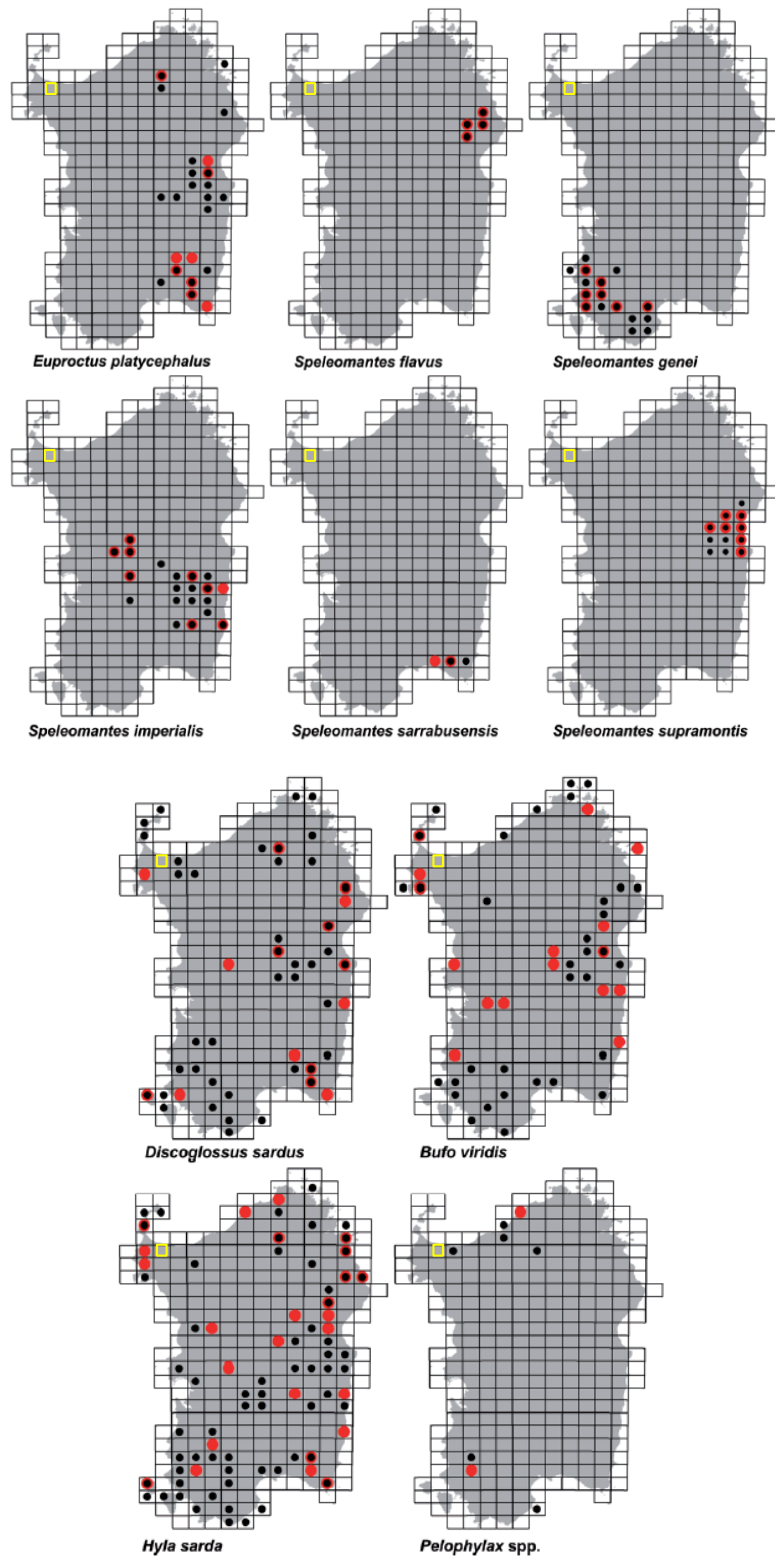 Euproctus platycephalus
Speleomantes flavus
Speleomantes genei
Speleomantes imperialis
Speleomantes sarrabusensis
Speleomantes supramontis
Discoglossus sardus
Bufo viridis
Hyla sarda
Pelophylax spp.